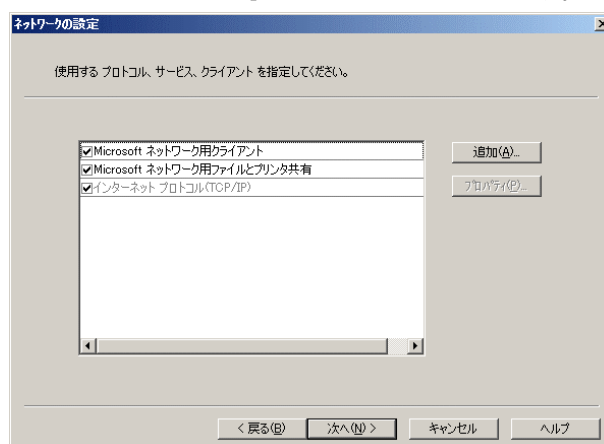 ネットワークの設定
使用する プロトコル、サービス、クライアント を指定してください。
Microsoft ネットワーク用クライアント
追加(A)...
Microsoft ネットワーク用ファイルとプリンタ共有
インターネット プロトコル(TCP/IP)
プロパティ(P)...
< 戻る(B)
次へ(N) >
キャンセル
ヘルプ